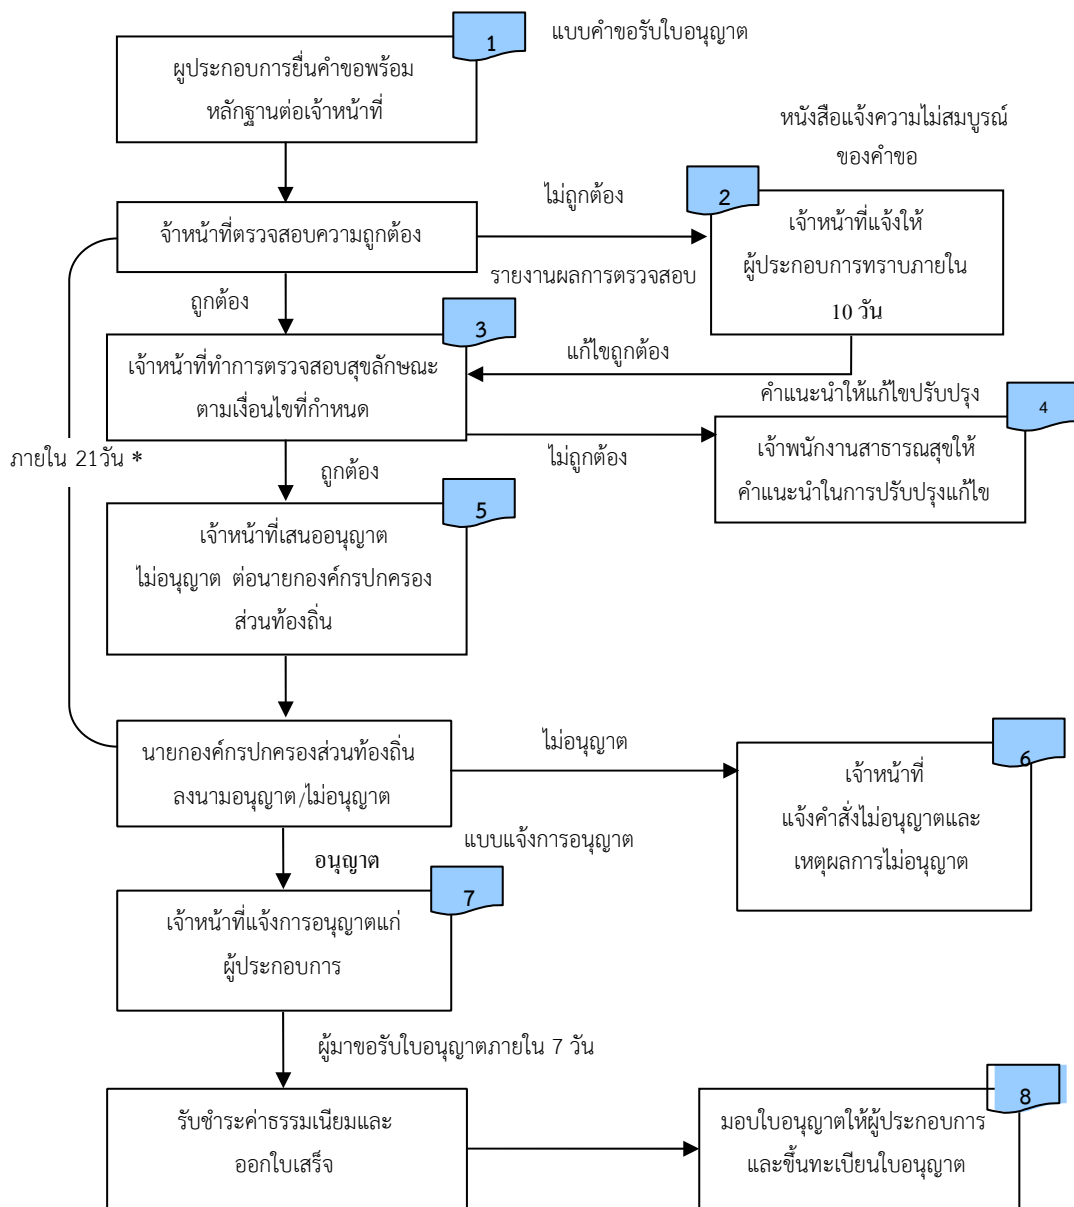 1
แบบคำขอรับใบอนุญาต
ผูประกอบการยื่นคำขอพร้อม
หลักฐานต่อเจ้าหน้าที่
หนังสือแจ้งความไม่สมบูรณ์
ของคำขอ
ไม่ถูกต้อง
2
จ้าหน้าที่ตรวจสอบความถูกต้อง
เจ้าหน้าที่แจ้งให้
ผู้ประกอบการทราบภายใน
10 วัน
รายงานผลการตรวจสอบ
ถูกต้อง
3
แก้ไขถูกต้อง
เจ้าหน้าที่ทำการตรวจสอบสุขลักษณะ
ตามเงื่อนไขที่กำหนด
คำแนะนำให้แก้ไขปรับปรุง
4
ภายใน 21วัน *
ไม่ถูกต้อง
เจ้าพนักงานสาธารณสุขให้
คำแนะนำในการปรับปรุงแก้ไข
ถูกต้อง
5
เจ้าหน้าที่เสนออนุญาต
ไม่อนุญาต ต่อนายกองค์กรปกครอง
ส่วนท้องถิ่น
นายกองค์กรปกครองส่วนท้องถิ่น
ลงนามอนุญาต/ไม่อนุญาต
ไม่อนุญาต
6
เจ้าหน้าที่
แจ้งคำสั่งไม่อนุญาตและ
เหตุผลการไม่อนุญาต
แบบแจ้งการอนุญาต
อนุญาต
7
เจ้าหน้าที่แจ้งการอนุญาตแก่
ผู้ประกอบการ
ผู้มาขอรับใบอนุญาตภายใน 7 วัน
รับชำระค่าธรรมเนียมและ
ออกใบเสร็จ
8
มอบใบอนุญาตให้ผู้ประกอบการ
และขึ้นทะเบียนใบอนุญาต